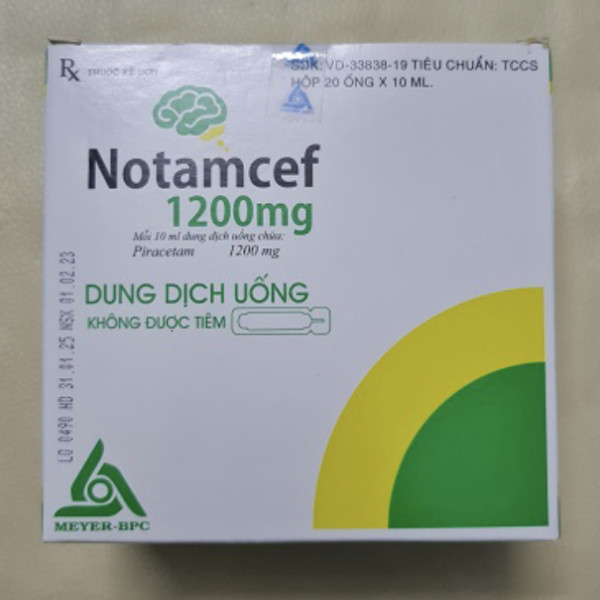 Rx THUỐC KÊ ĐƠN
SĐK: VD-33838-19 TIÊU CHUẨN: TCCS
HỘP 20 ỐNG X 10 ML.
Notamcef
1200mg
Mỗi 10 ml dung dịch uống chứa:
Piracetam 1200 mg
DUNG DỊCH UỐNG
KHÔNG ĐƯỢC TIÊM
LO 0490 HD 31.01.25 NSX 01.02.23
MEYER-BPC